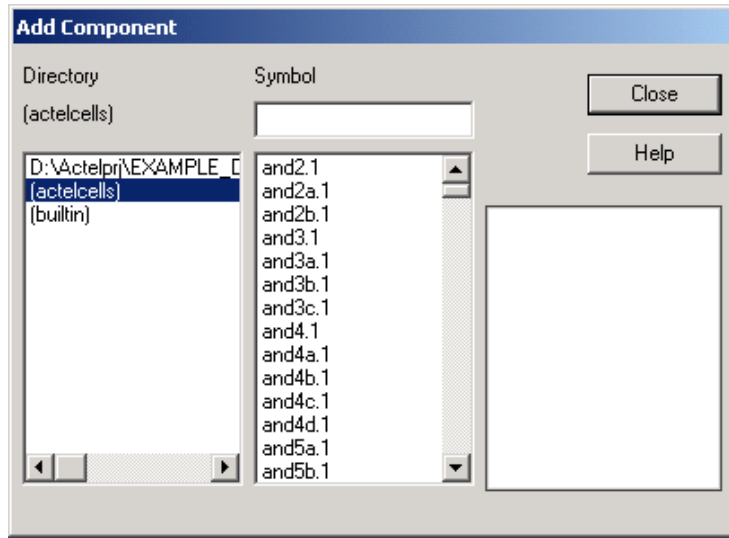 Add Component
Directory
Symbol
(actelcells)
Close
Help
D:\Actelprj\EXAMPLE_D
(actelcells)
(builtin)
and2.1
and2a.1
and2b.1
and3.1
and3a.1
and3b.1
and3c.1
and4.1
and4a.1
and4b.1
and4c.1
and4d.1
and5a.1
and5b.1